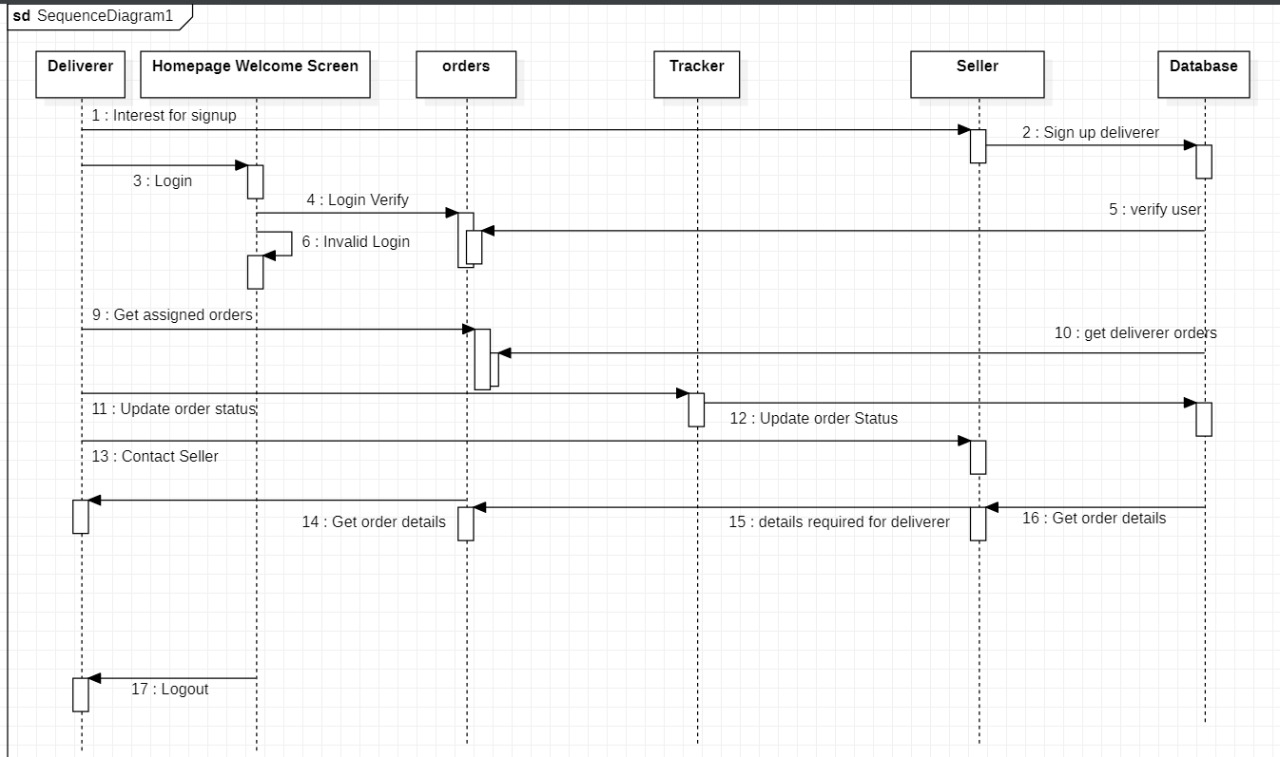 sd SequenceDiagram1
Deliverer
Homepage Welcome Screen
orders
Tracker
Seller
Database
1 : Interest for signup
2 : Sign up deliverer
3 : Login
4 : Login Verify
5 : verify user
6 : Invalid Login
9 : Get assigned orders
10 : get deliverer orders
11 : Update order status
12 : Update order Status
13 : Contact Seller
14 : Get order details
15 : details required for deliverer
16 : Get order details
17 : Logout